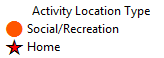 Activity Location Type
Social/Recreation
Home